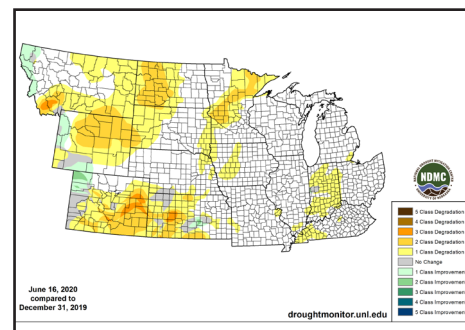 NDMC
5 Class Degradation
4 Class Degradation
3 Class Degradation
2 Class Degradation
1 Class Degradation
No Change
1 Class Improvement
2 Class Improvement
3 Class Improvement
4 Class Improvement
5 Class Improvement
June 16, 2020
compared to
December 31, 2019
droughtmonitor.unl.edu